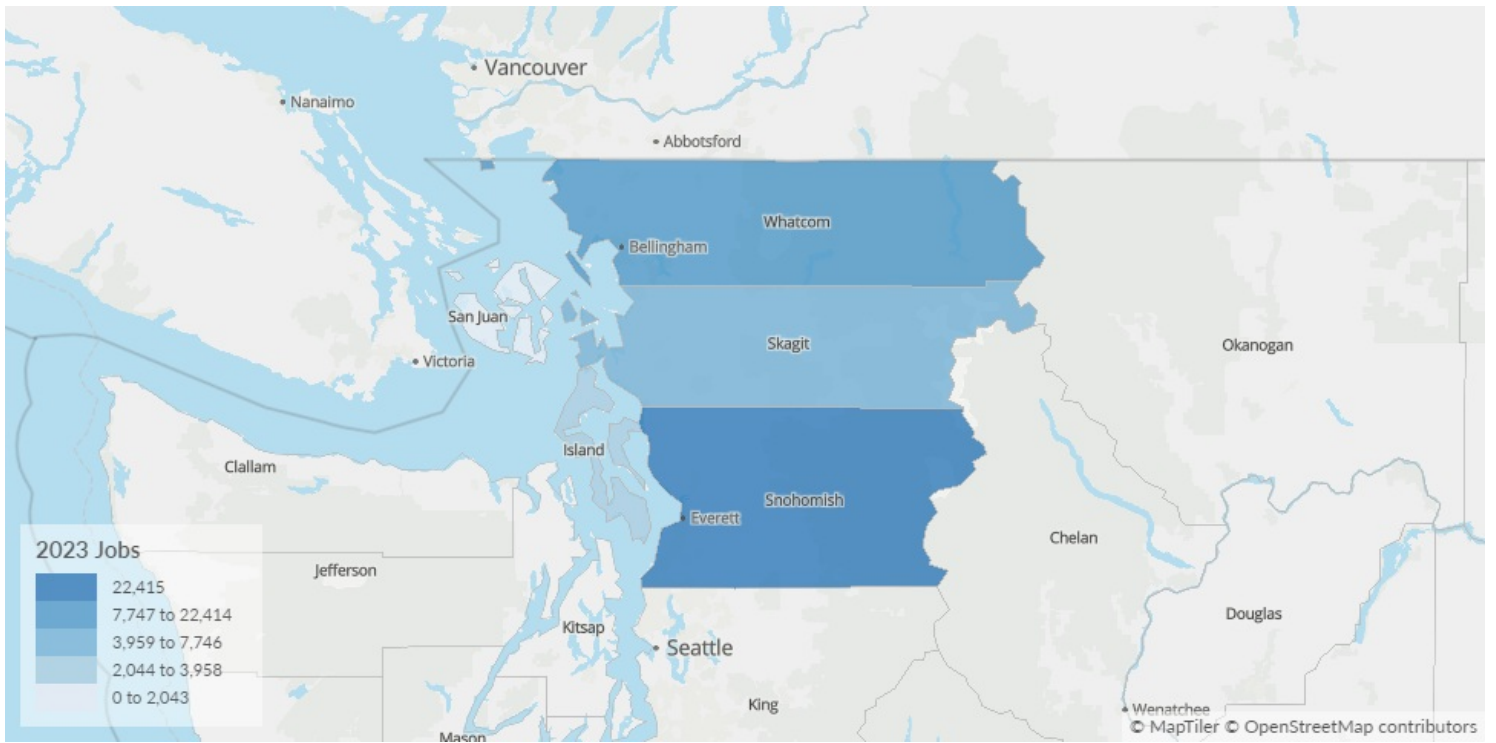 Vancouver
Nanaimo
Abbotsford
Whatcom
Bellingham
San Juan
Skagit
Okanogan
Victoria
Island
Clallam
Snohomish
Everett
Chelan
2023 Jobs
22,415
7,747 to 22,414
3,959 to 7,746
2,044 to 3,958
0 to 2,043
Jefferson
Douglas
Kitsap
Seattle
King
Wenatchee
© MapTiler © OpenStreetMap contributors
Mason